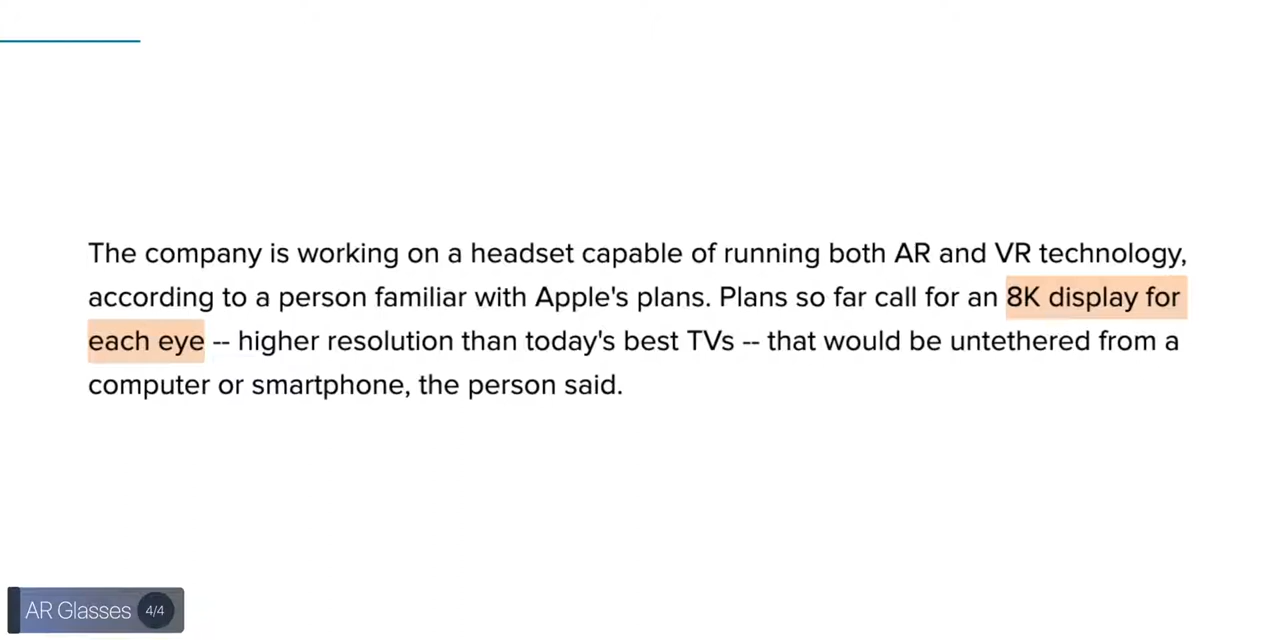 The company is working on a headset capable of running both AR and VR technology,
according to a person familiar with Apple's plans. Plans so far call for an 8K display for
each eye -- higher resolution than today's best TVs -- that would be untethered from a
computer or smartphone, the person said.
AR Glasses 4/4